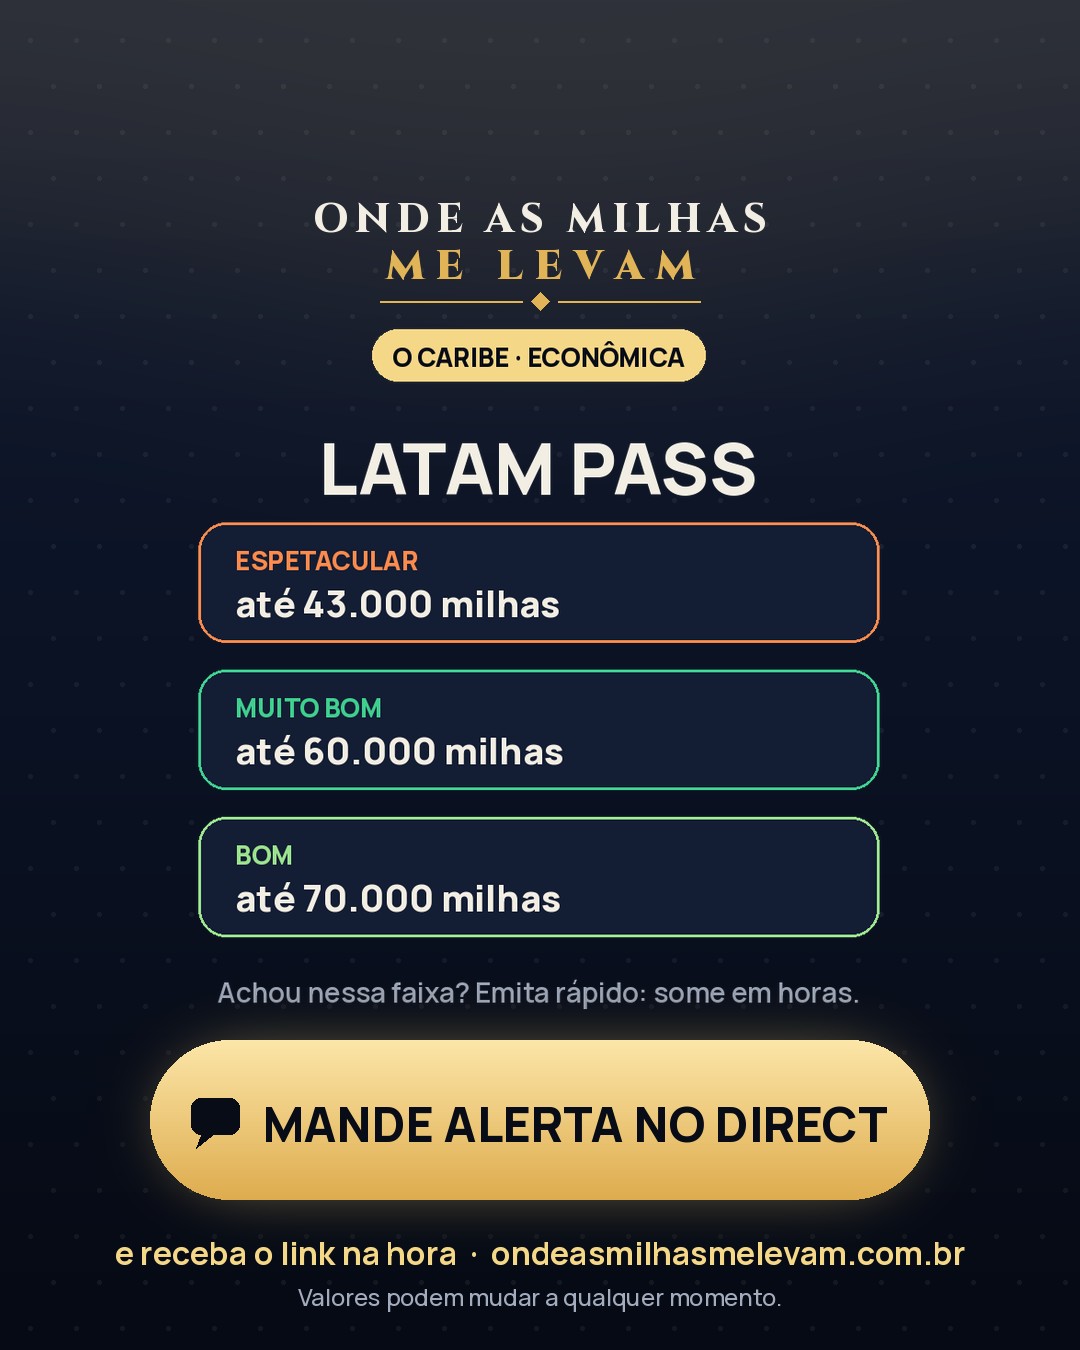 ONDE AS MILHAS
ME LEVAM
O CARIBE · ECONÔMICA
LATAM PASS
ESPETACULAR
até 43.000 milhas
MUITO BOM
até 60.000 milhas
BOM
até 70.000 milhas
Achou nessa faixa? Emita rápido: some em horas.
MANDE ALERTA NO DIRECT
e receba o link na hora · ondeasmilhasmelevam.com.br
Valores podem mudar a qualquer momento.